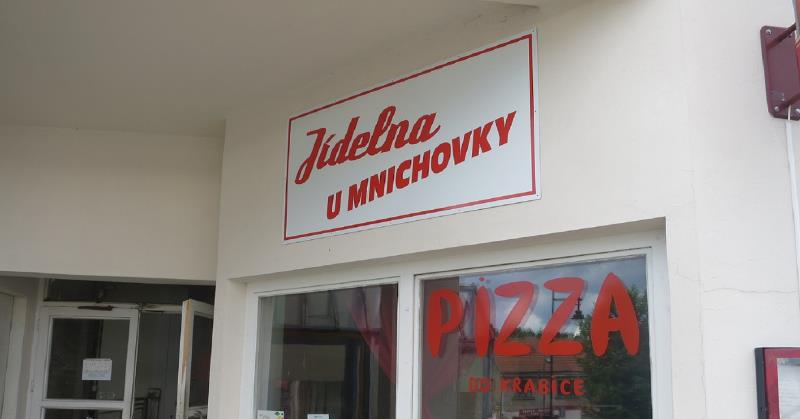 Jídelna
U MNICHOVKY
PIZZA
DO KRABICE